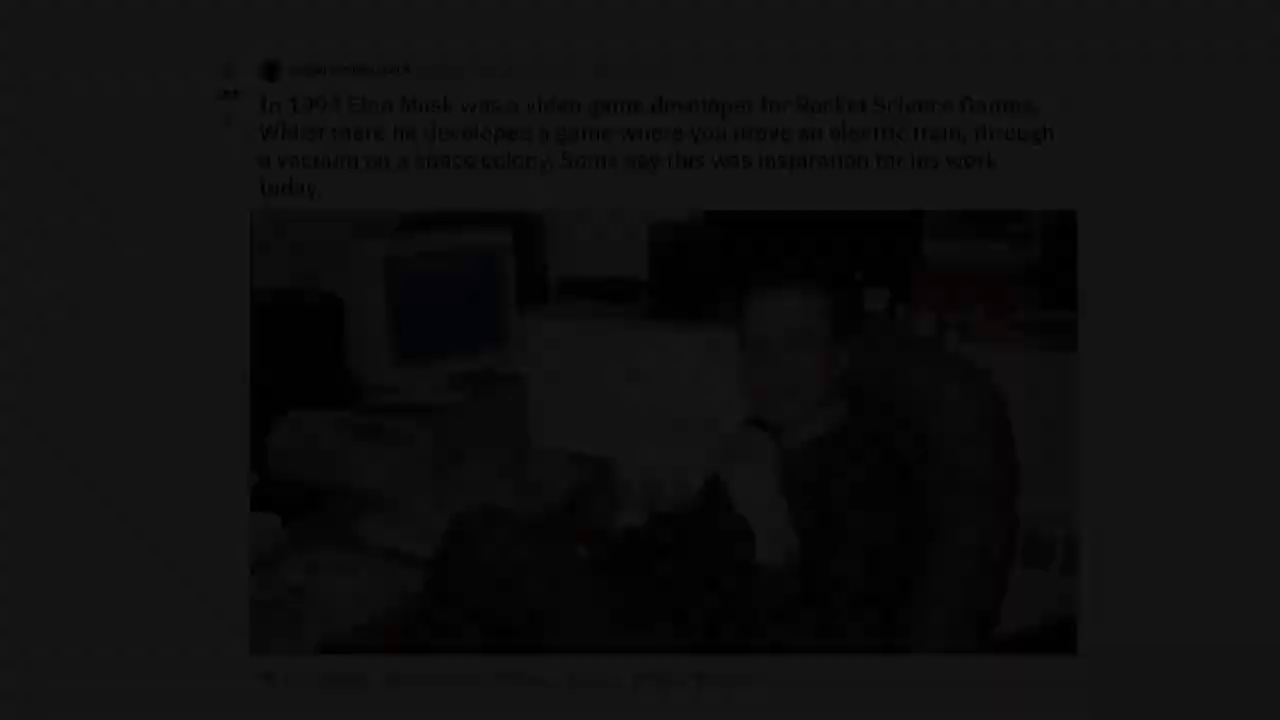 In 1994 Elon Musk was a video game developer for Rocket Science Games.
Whilst there he developed a game where you move an electric train, through
a vacuum on a space colony. Some say this was inspiration for his work
today.